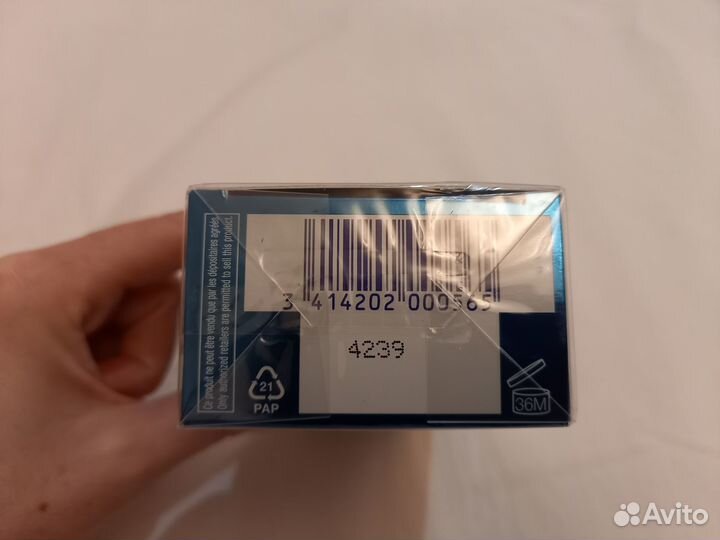 Ce produit ne peut être vendu que par les dépositaires agréés.
Only authorized retailers are permitted to sell this product.
3 414202 000565
4239
21
PAP
36M
Avito